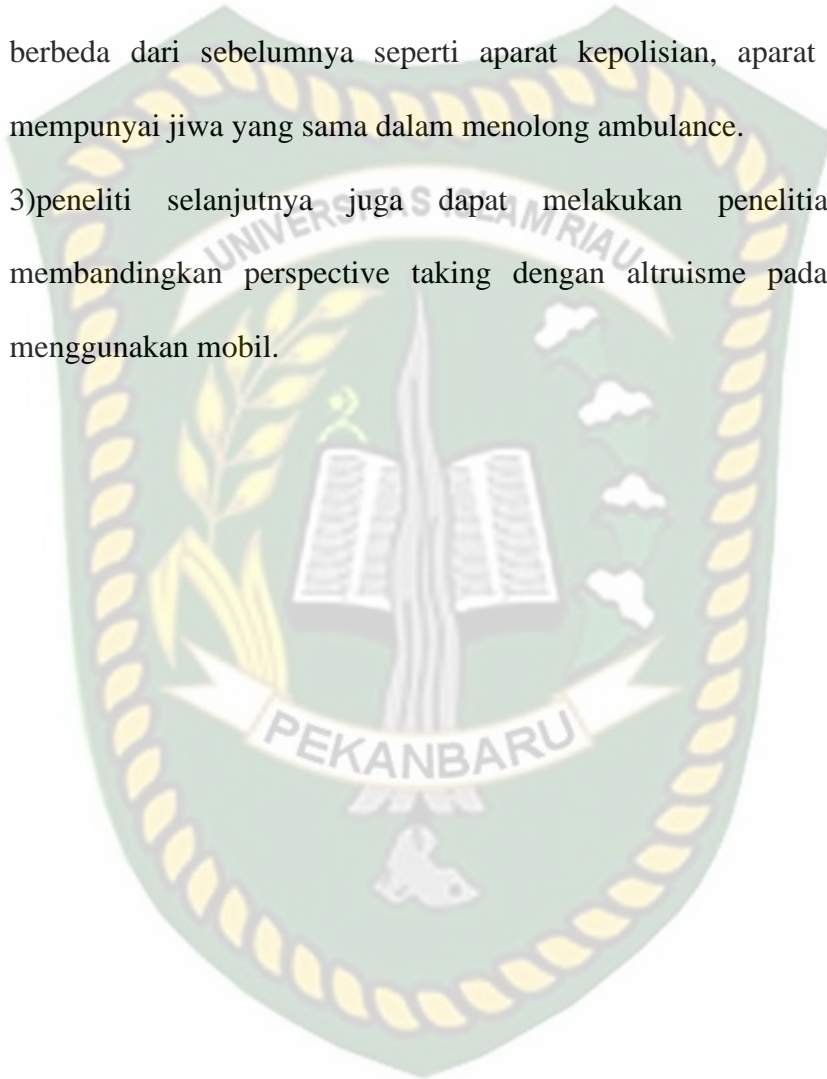 berbeda dari sebelumnya seperti aparat kepolisian, aparat
mempunyai jiwa yang sama dalam menolong ambulance.
3)peneliti selanjutnya juga dapat melakukan penelitia
membandingkan perspective taking dengan altruisme pada
menggunakan mobil.
UNIVERSITAS ISLAM RIAU
PEKANBARU